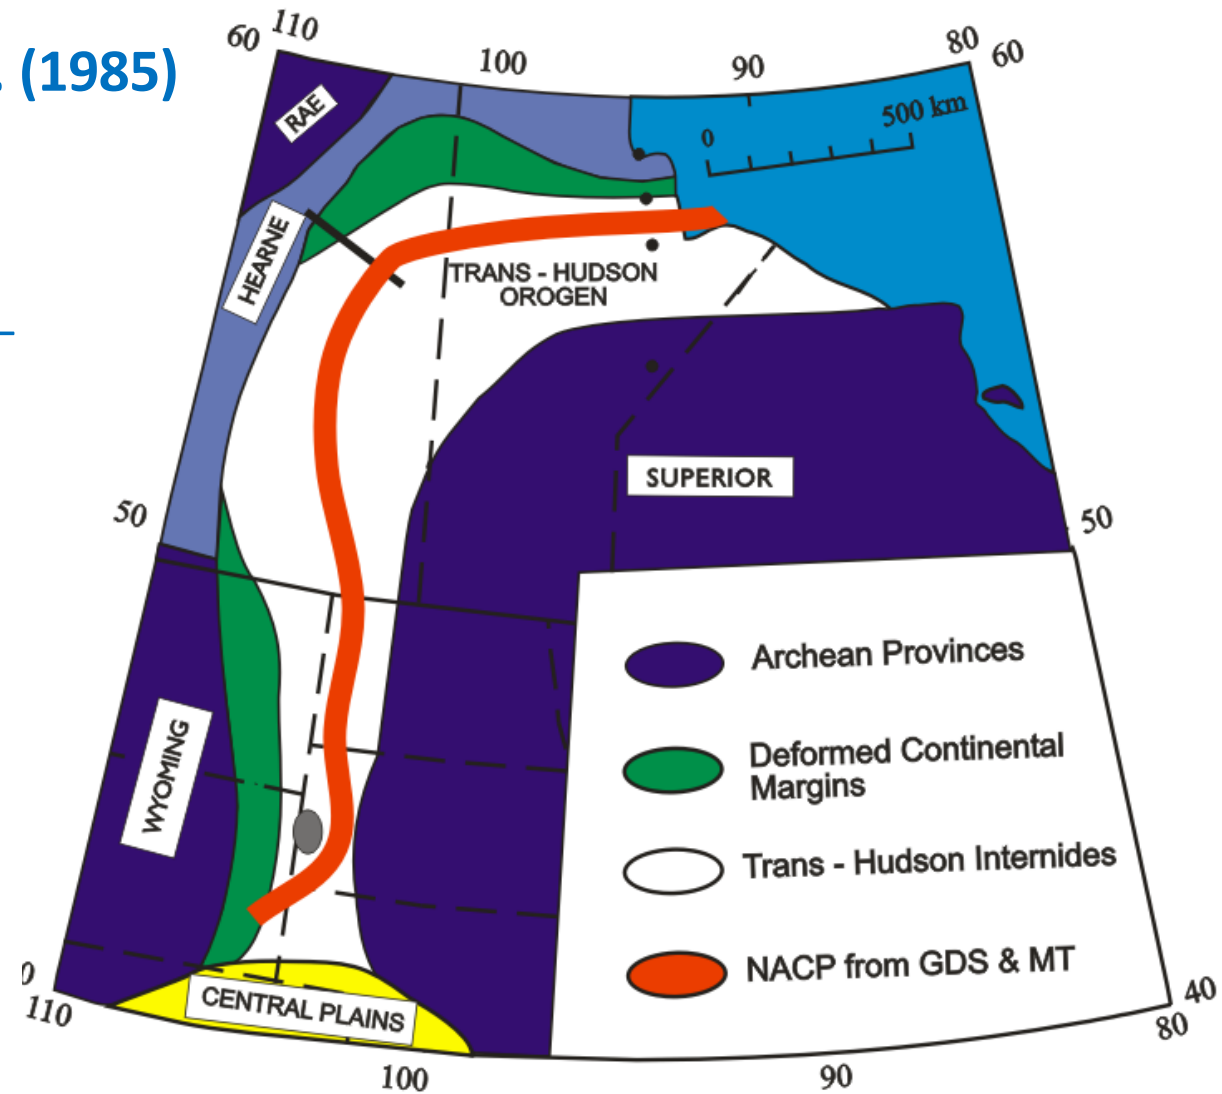 . (1985)
60
110
100
90
80
60
RAE
0
500 km
HEARNE
TRANS - HUDSON
OROGEN
SUPERIOR
50
50
Archean Provinces
Deformed Continental
Margins
WYOMING
Trans - Hudson Internides
NACP from GDS & MT
0
110
CENTRAL PLAINS
40
80
100
90